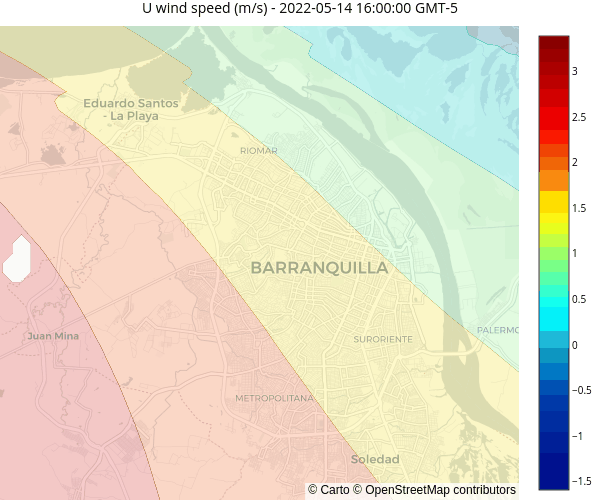 U wind speed (m/s) - 2022-05-14 16:00:00 GMT-5
3
2.5
2
1.5
1
0.5
0
−0.5
−1
−1.5
Eduardo Santos
- La Playa
RIOMAR
BARRANQUILLA
PALERMO
Juan Mina
SURORIENTE
METROPOLITANA
Soledad
© Carto © OpenStreetMap contributors